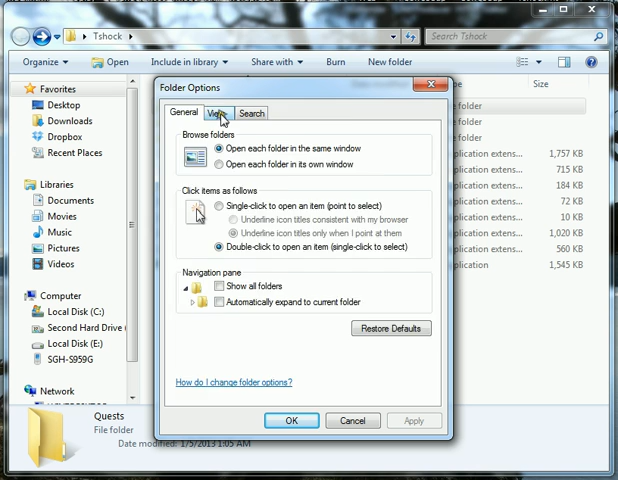 Tshock
Search Tshock
Organize
Open
Include in library
Share with
Burn
New folder
Size
Favorites
Desktop
Downloads
Dropbox
Recent Places
Libraries
Documents
Movies
Music
Pictures
Videos
Computer
Local Disk (C:)
Second Hard Drive
Local Disk (E:)
SGH-S959G
Network
Folder Options
General
Search
Browse folders
Open each folder in the same window
Open each folder in its own window
Click items as follows
Single-click to open an item (point to select)
Underline icon titles consistent with my browser
Underline icon titles only when I point at them
Double-click to open an item (single-click to select)
Navigation pane
Show all folders
Automatically expand to current folder
Restore Defaults
How do I change folder options?
OK
Cancel
Apply
folder
folder
folder
1,757 KB
715 KB
184 KB
72 KB
10 KB
1,020 KB
560 KB
1,545 KB
Quests
File folder
Date modified: 1/5/2013 1:05 AM